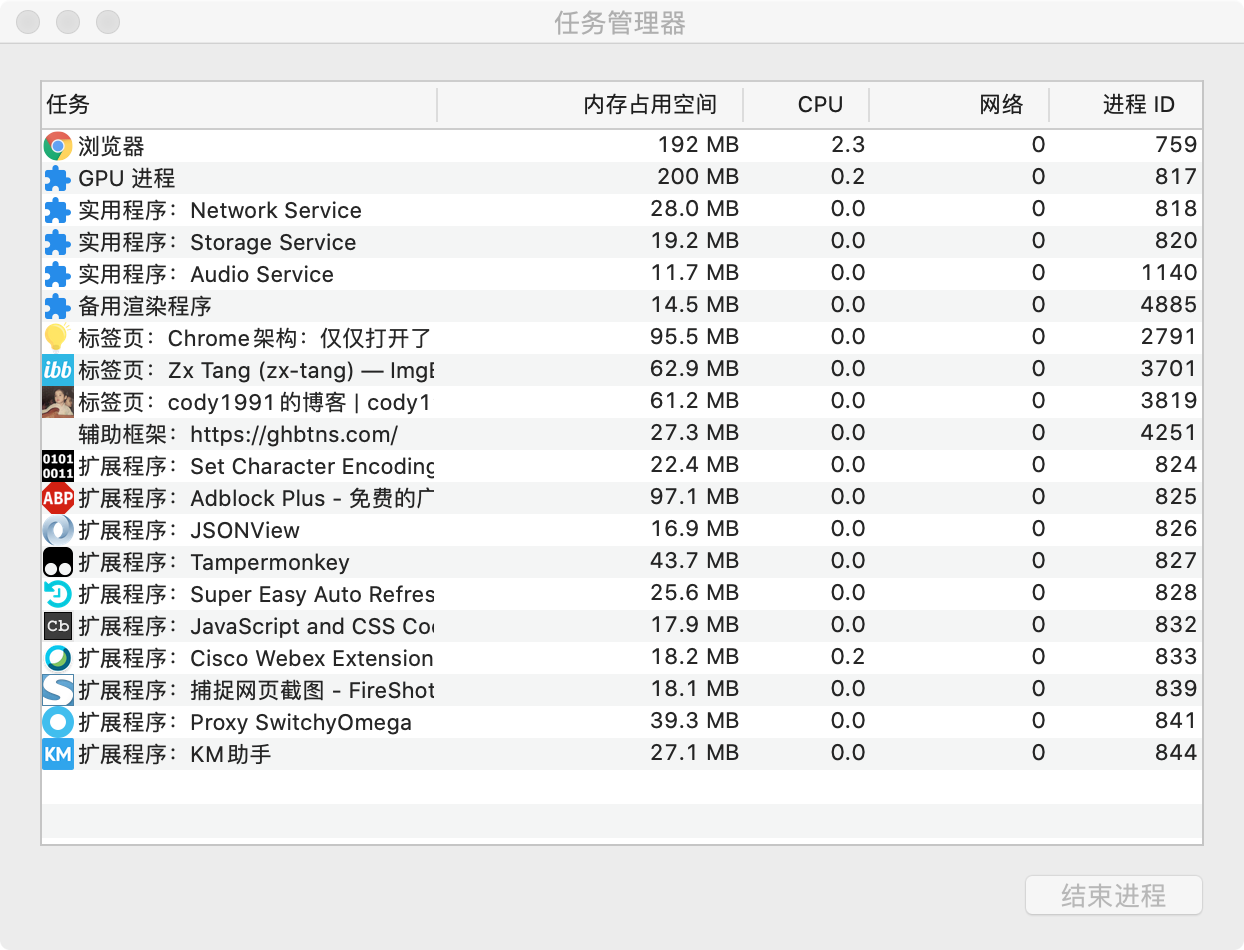 任务管理器
任务 内存占用空间 CPU 网络 进程 ID
浏览器 192 MB 2.3 0 759
GPU 进程 200 MB 0.2 0 817
实用程序：Network Service 28.0 MB 0.0 0 818
实用程序：Storage Service 19.2 MB 0.0 0 820
实用程序：Audio Service 11.7 MB 0.0 0 1140
备用渲染程序 14.5 MB 0.0 0 4885
标签页：Chrome架构：仅仅打开了 95.5 MB 0.0 0 2791
ibb 标签页：Zx Tang (zx-tang) — ImgB 62.9 MB 0.0 0 3701
标签页：cody1991的博客 | cody1 61.2 MB 0.0 0 3819
辅助框架：https://ghbtns.com/ 27.3 MB 0.0 0 4251
0101 0011 扩展程序：Set Character Encoding 22.4 MB 0.0 0 824
ABP 扩展程序：Adblock Plus - 免费的广 97.1 MB 0.0 0 825
扩展程序：JSONView 16.9 MB 0.0 0 826
扩展程序：Tampermonkey 43.7 MB 0.0 0 827
扩展程序：Super Easy Auto Refres 25.6 MB 0.0 0 828
Cb 扩展程序：JavaScript and CSS Co 17.9 MB 0.0 0 832
扩展程序：Cisco Webex Extension 18.2 MB 0.2 0 833
S 扩展程序：捕捉网页截图 - FireShot 18.1 MB 0.0 0 839
扩展程序：Proxy SwitchyOmega 39.3 MB 0.0 0 841
KM 扩展程序：KM助手 27.1 MB 0.0 0 844
结束进程